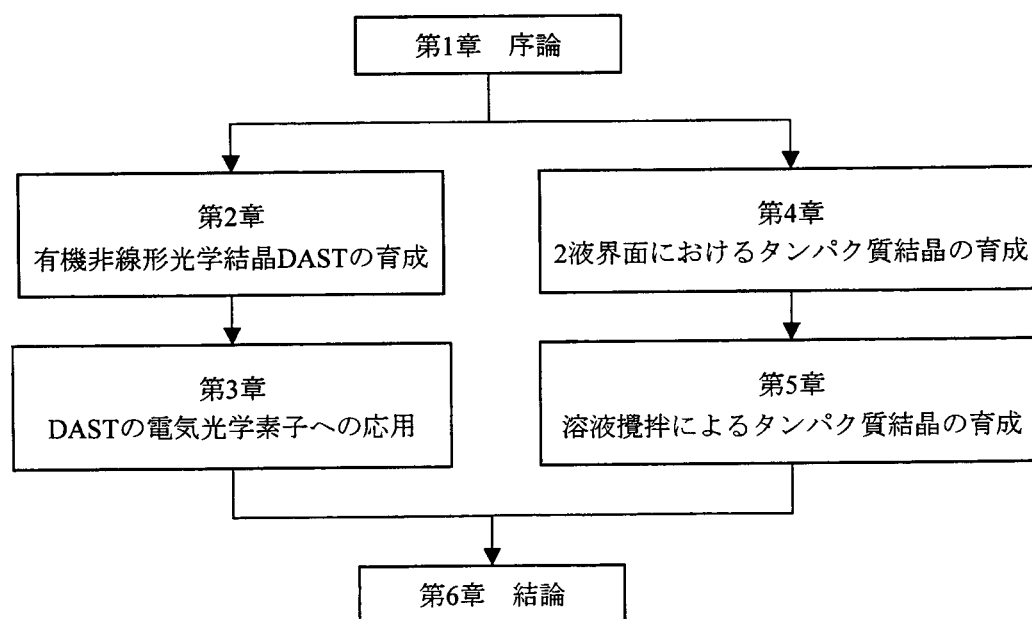 第1章　序論
第2章
有機非線形光学結晶DASTの育成
第3章
DASTの電気光学素子への応用
第4章
2液界面におけるタンパク質結晶の育成
第5章
溶液攪拌によるタンパク質結晶の育成
第6章　結論